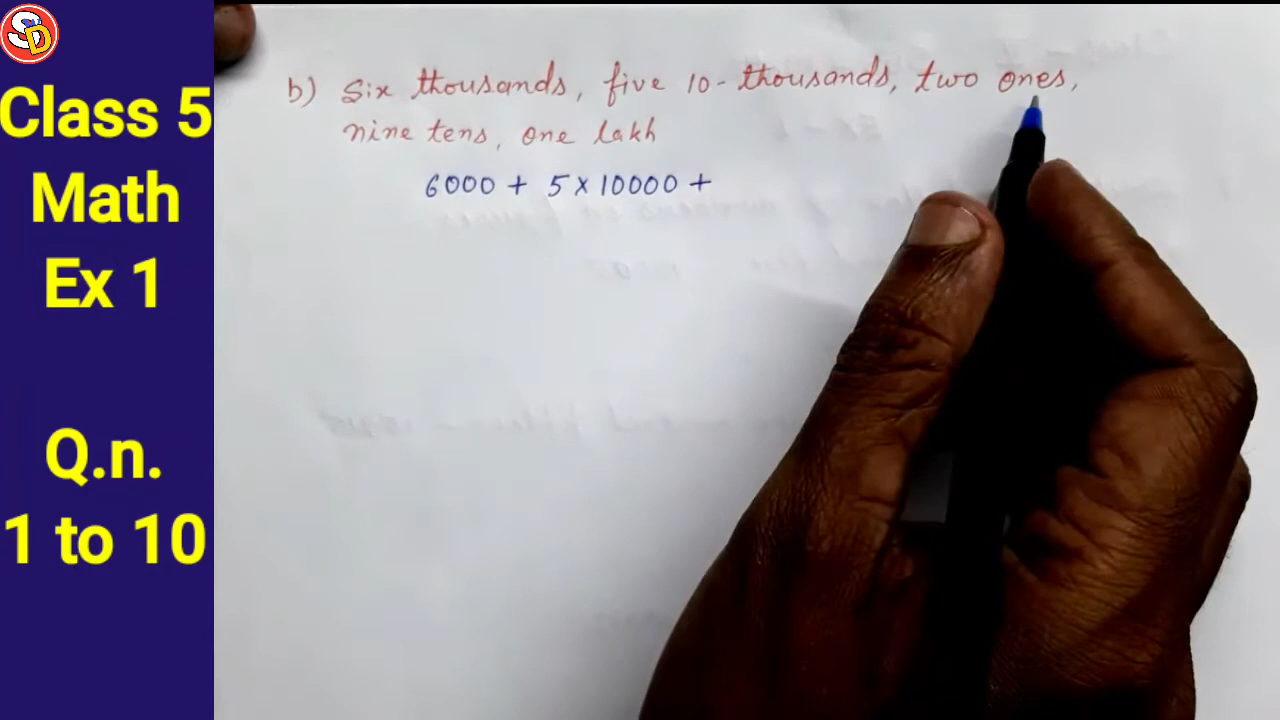 SD
Class 5
Math
Ex 1
Q.n.
1 to 10
b) Six thousands, five 10-thousands, two ones,
nine tens, one lakh
6000 + 5 x 10000 +